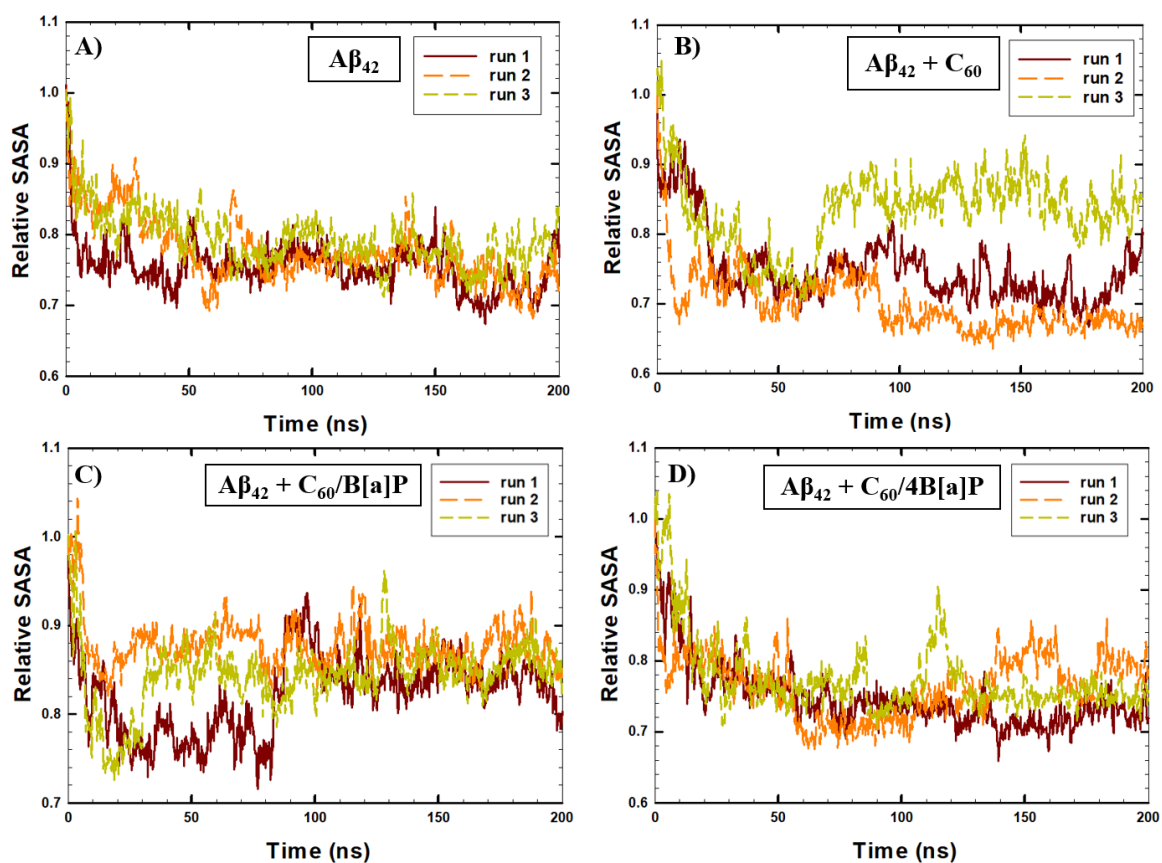 A)
Aβ₄₂
run 1
run 2
run 3
Relative SASA
1.1
1.0
0.9
0.8
0.7
0.6
0
50
100
150
200
Time (ns)
B)
Aβ₄₂ + C₆₀
run 1
run 2
run 3
Relative SASA
1.1
1.0
0.9
0.8
0.7
0.6
0
50
100
150
200
Time (ns)
C)
Aβ₄₂ + C₆₀/B[a]P
run 1
run 2
run 3
Relative SASA
1.1
1.0
0.9
0.8
0.7
0
50
100
150
200
Time (ns)
D)
Aβ₄₂ + C₆₀/4B[a]P
run 1
run 2
run 3
Relative SASA
1.1
1.0
0.9
0.8
0.7
0.6
0
50
100
150
200
Time (ns)